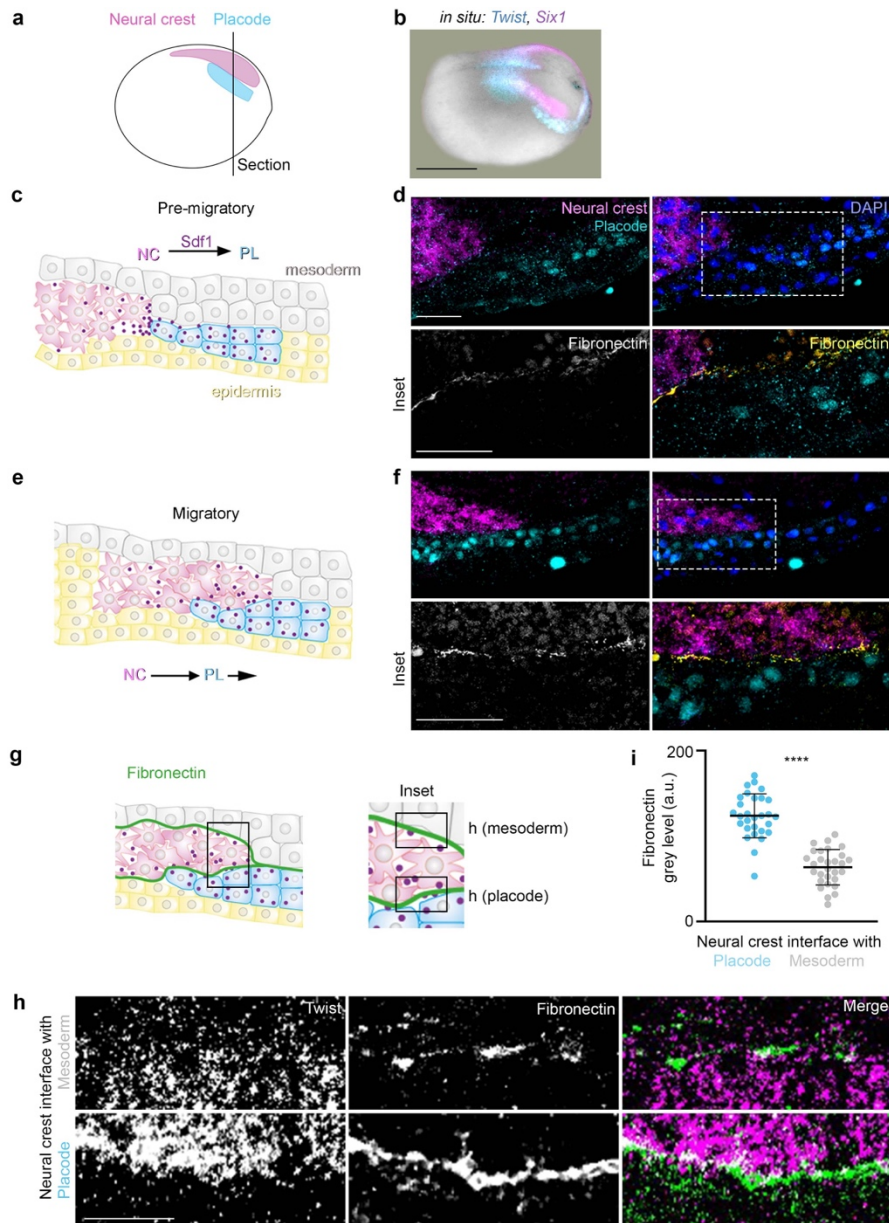 a
Neural crest Placode
Section
b
in situ: Twist, Six1
c
Pre-migratory
Sdf1
NC PL
mesoderm
epidermis
d
Neural crest
Placode
DAPI
Inset
Fibronectin
Fibronectin
e
Migratory
NC PL
f
Inset
g
Fibronectin
Inset
h (mesoderm)
h (placode)
i
200
****
Fibronectin
grey level (a.u.)
0
Neural crest interface with
Placode Mesoderm
h
Neural crest interface with
Mesoderm
Placode
Twist
Fibronectin
Merge